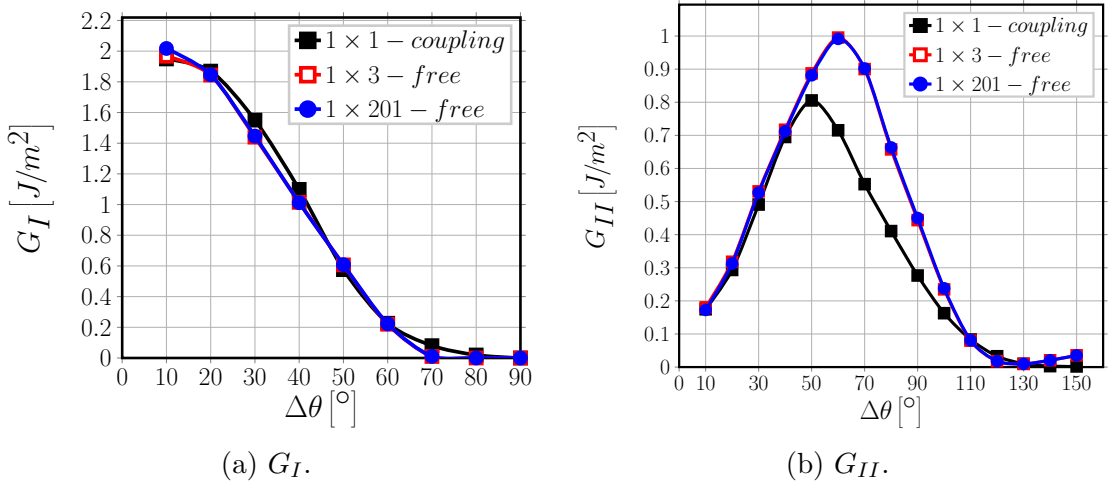 2.2
2
1.8
1.6
1.4
1.2
1
0.8
0.6
0.4
0.2
0
G_I [J/m^2]
1 × 1 − coupling
1 × 3 − free
1 × 201 − free
0 10 20 30 40 50 60 70 80 90
Δθ [°]
(a) G_I.
1
0.9
0.8
0.7
0.6
0.5
0.4
0.3
0.2
0.1
0
G_{II} [J/m^2]
1 × 1 − coupling
1 × 3 − free
1 × 201 − free
0 10 30 50 70 90 110 130 150
Δθ [°]
(b) G_{II}.